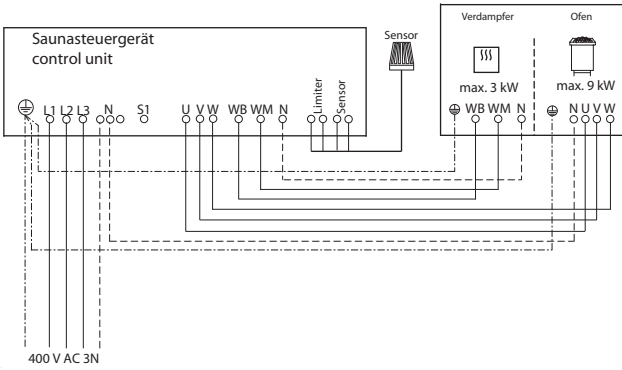 Saunasteuergerät
control unit
L1 L2 L3 N S1 U V W WB WM N
Limiter
Sensor
Sensor
Verdampfer
max. 3 kW
WB WM N
Ofen
max. 9 kW
N U V W
400 V AC 3N